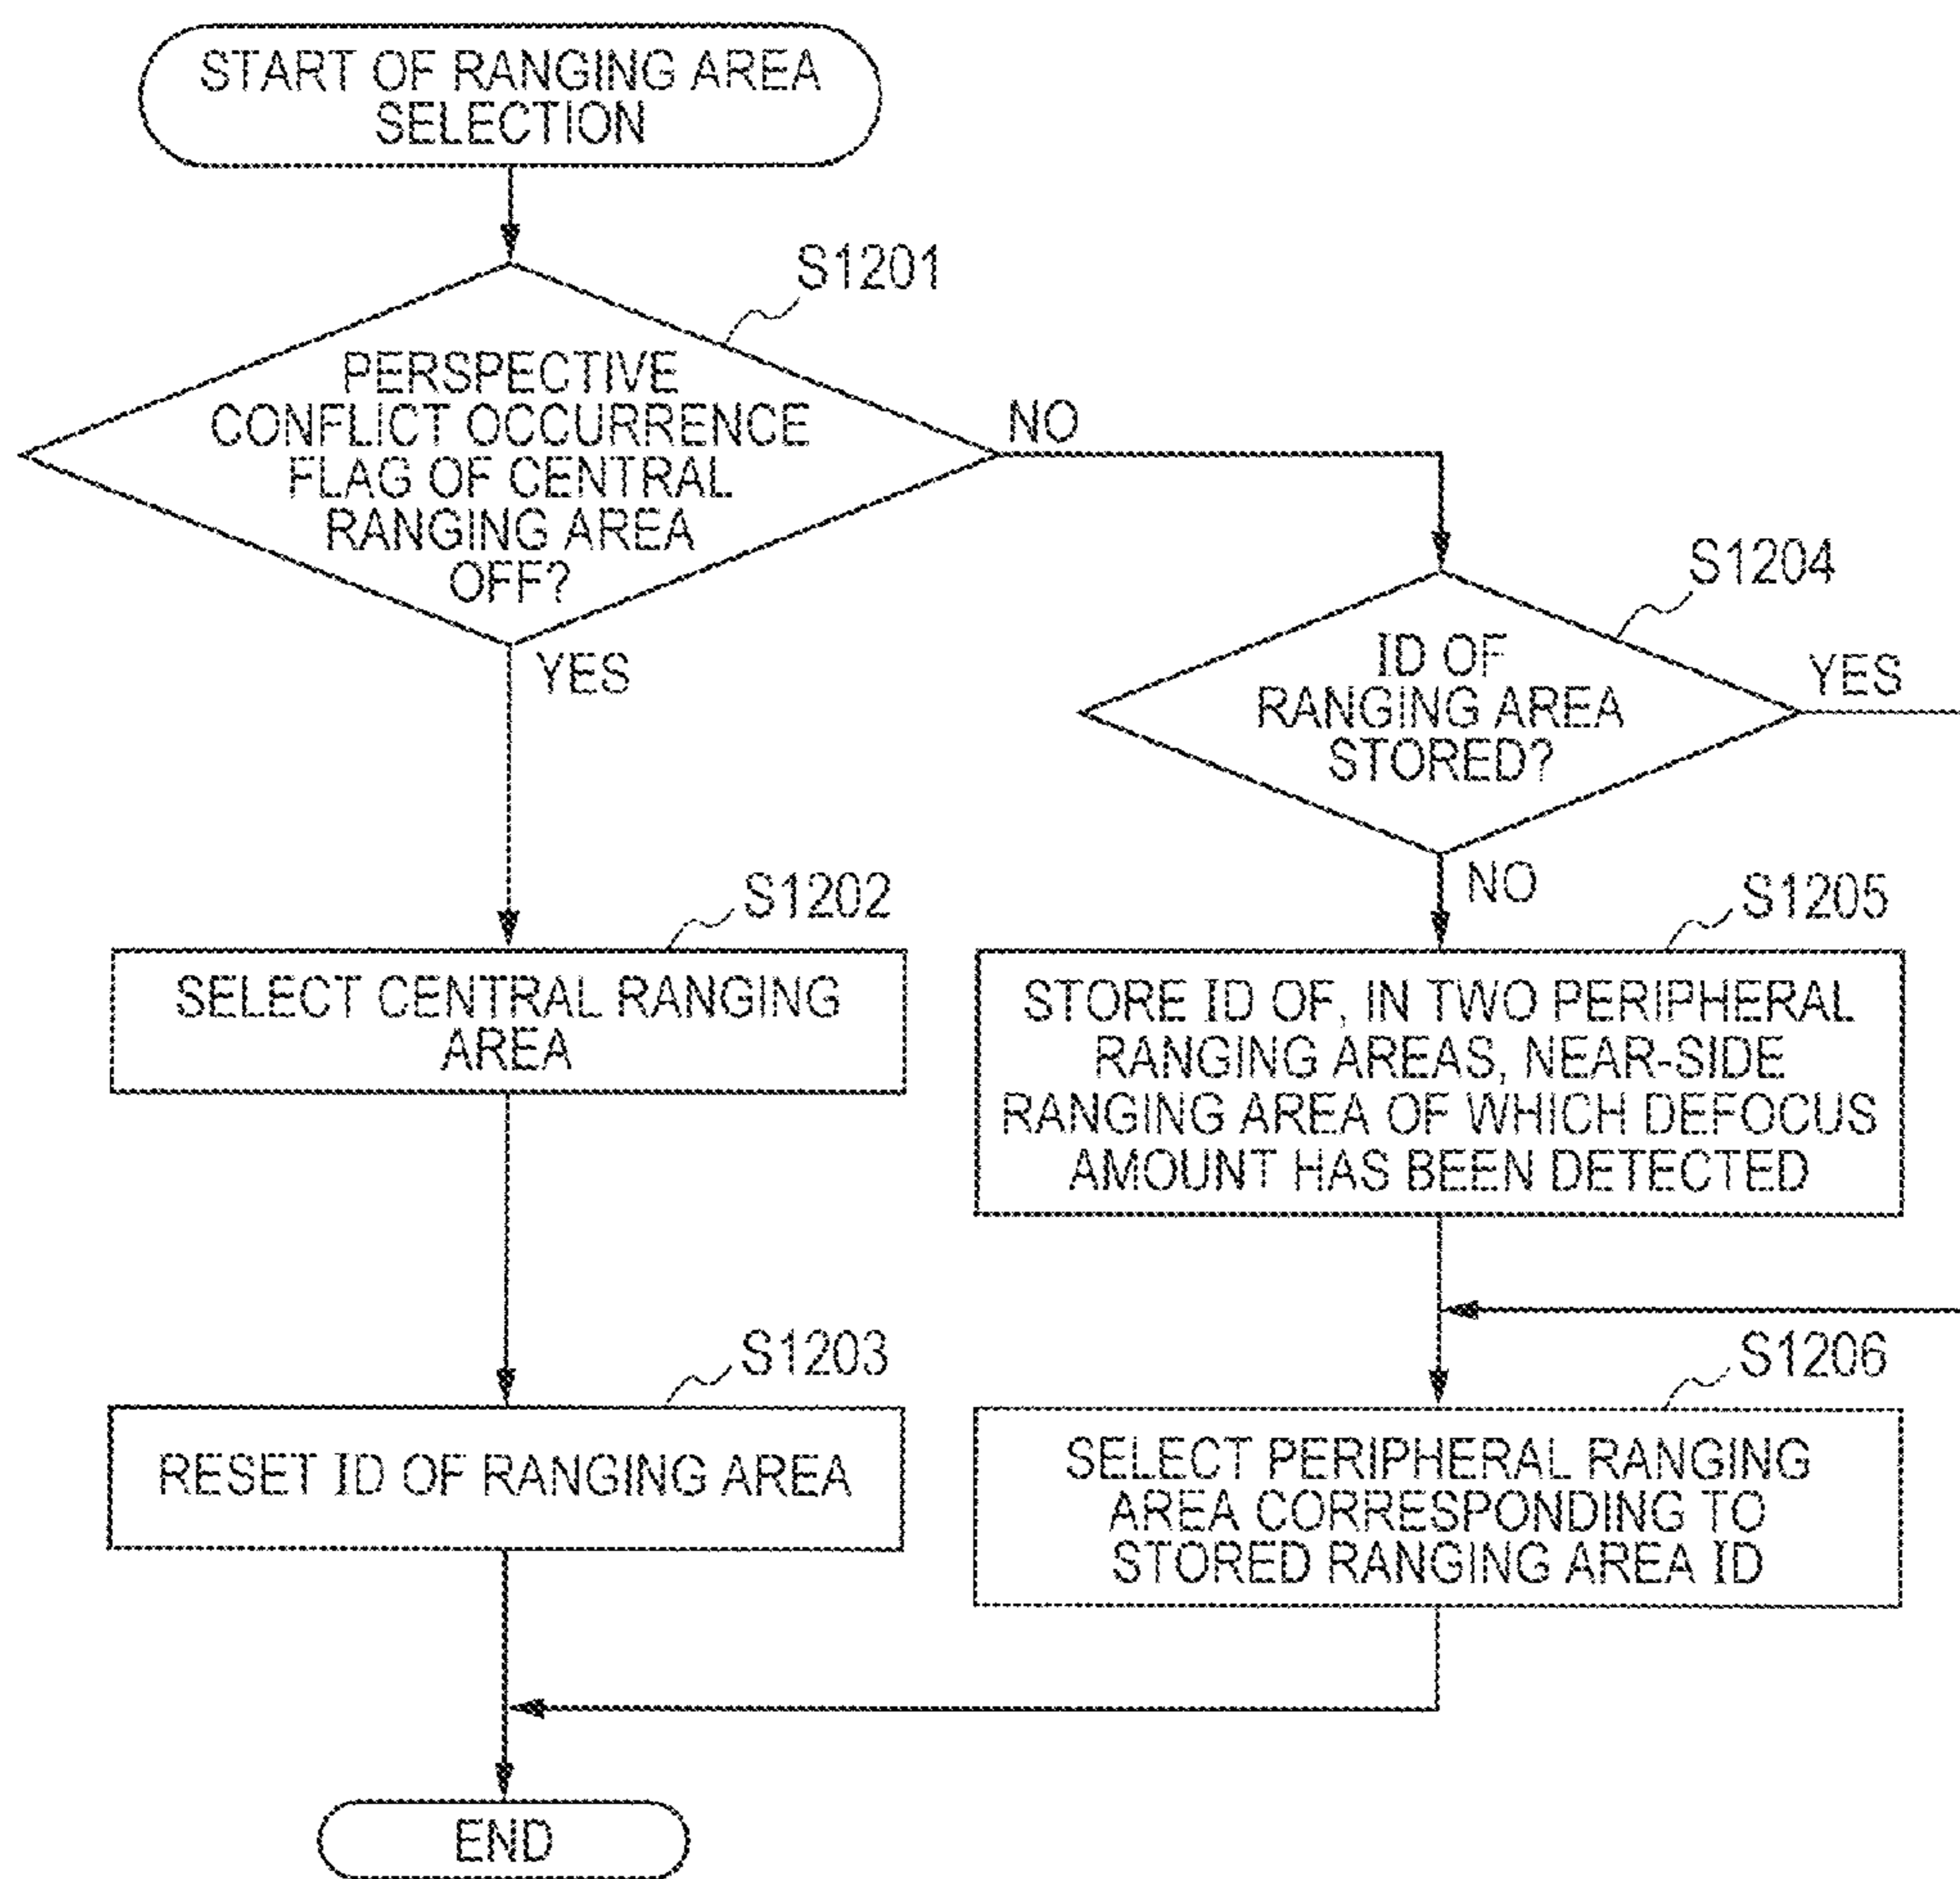 START OF RANGING AREA
SELECTION
S1201
PERSPECTIVE
CONFLICT OCCURRENCE
FLAG OF CENTRAL
RANGING AREA
OFF?
NO
YES
S1204
ID OF
RANGING AREA
STORED?
YES
NO
S1202
SELECT CENTRAL RANGING
AREA
S1205
STORE ID OF, IN TWO PERIPHERAL
RANGING AREAS, NEAR-SIDE
RANGING AREA OF WHICH DEFOCUS
AMOUNT HAS BEEN DETECTED
S1203
RESET ID OF RANGING AREA
S1206
SELECT PERIPHERAL RANGING
AREA CORRESPONDING TO
STORED RANGING AREA ID
END